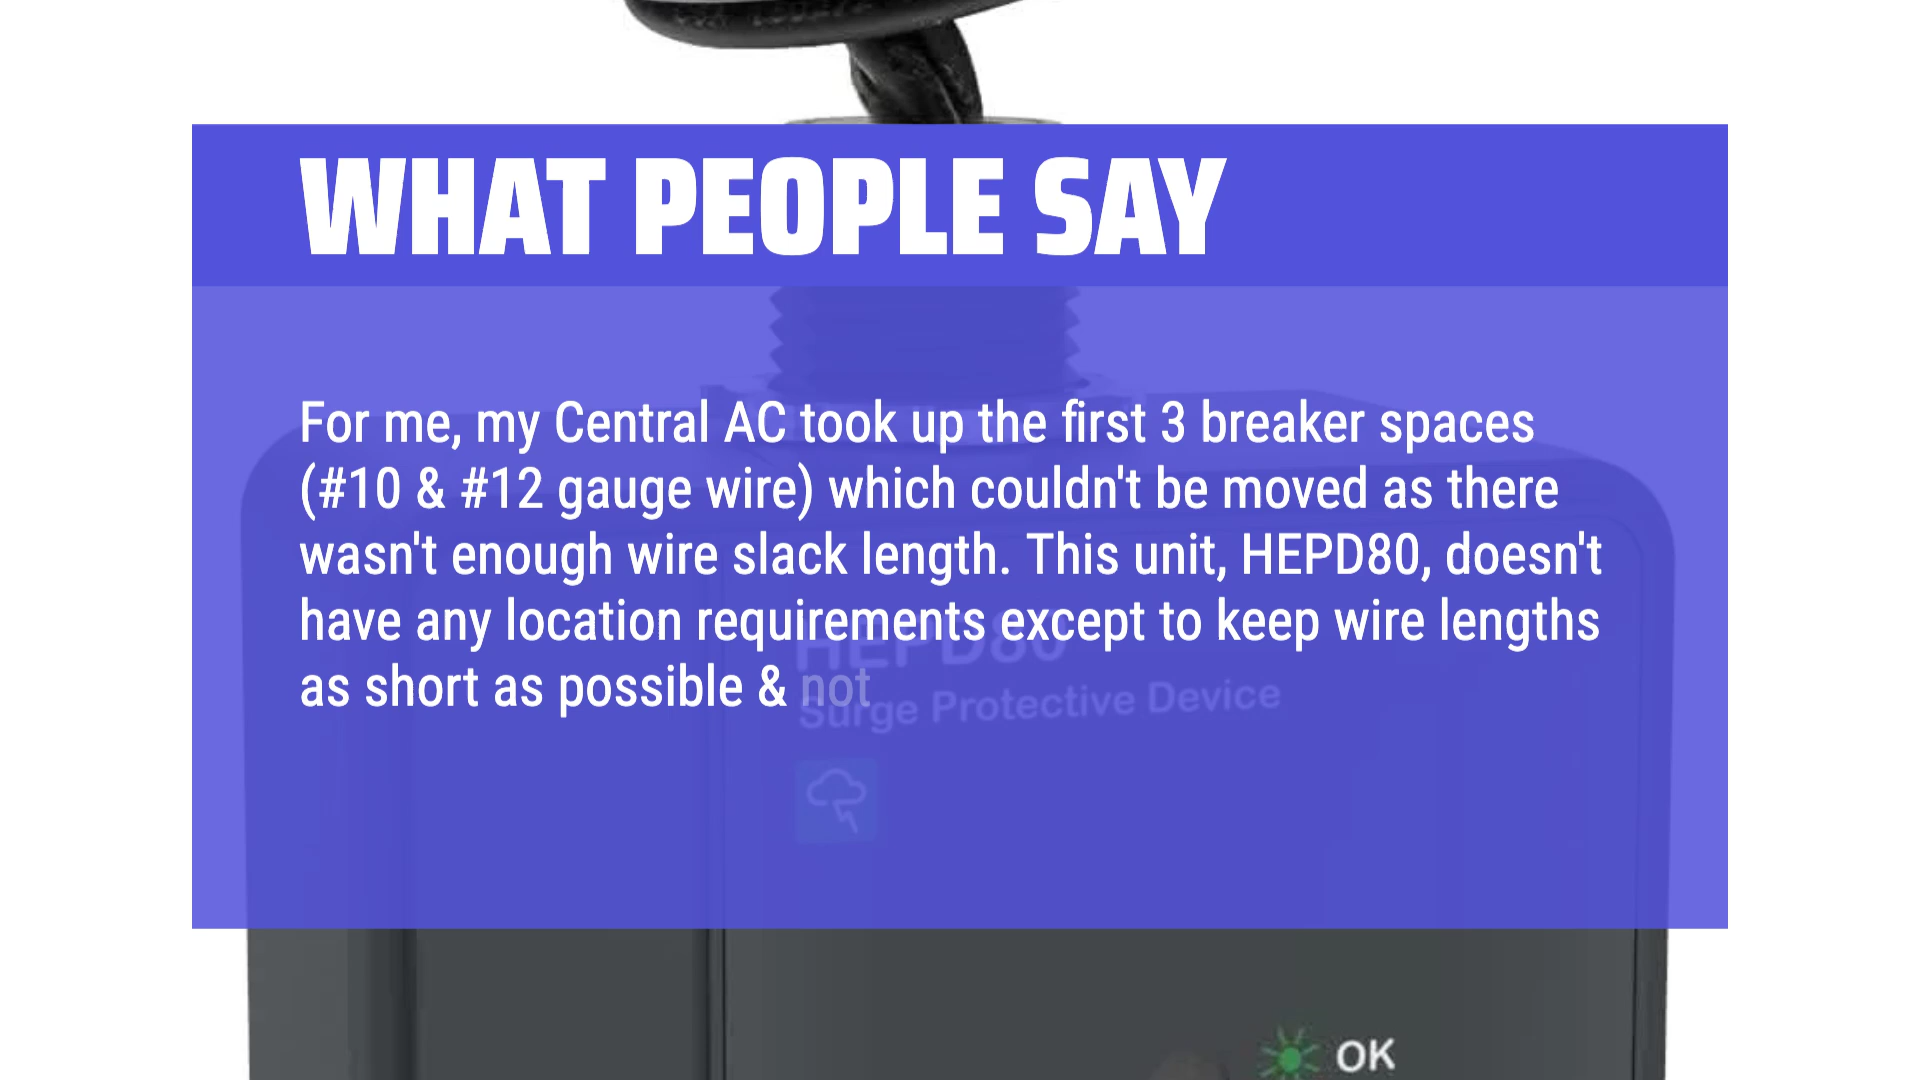 WHAT PEOPLE SAY
For me, my Central AC took up the first 3 breaker spaces
(#10 & #12 gauge wire) which couldn't be moved as there
wasn't enough wire slack length. This unit, HEPD80, doesn't
have any location requirements except to keep wire lengths
as short as possible & not
HEPD80
Surge Protective Device
OK